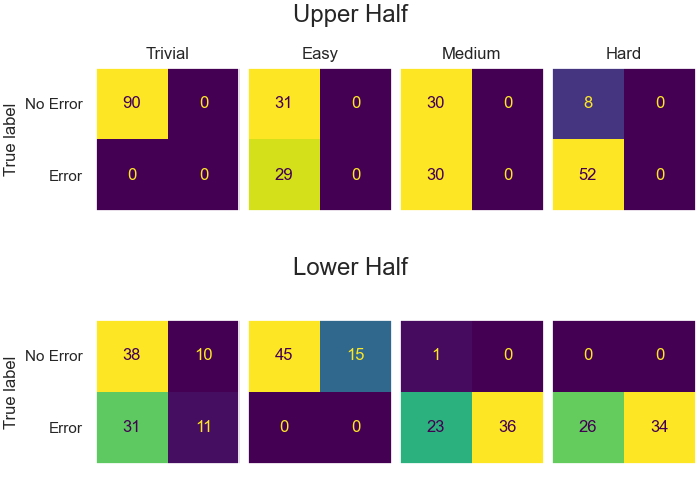 Upper Half
Trivial Easy Medium Hard
True label
No Error 90 0 31 0 30 0 8 0
Error 0 0 29 0 30 0 52 0
Lower Half
True label
No Error 38 10 45 15 1 0 0 0
Error 31 11 0 0 23 36 26 34